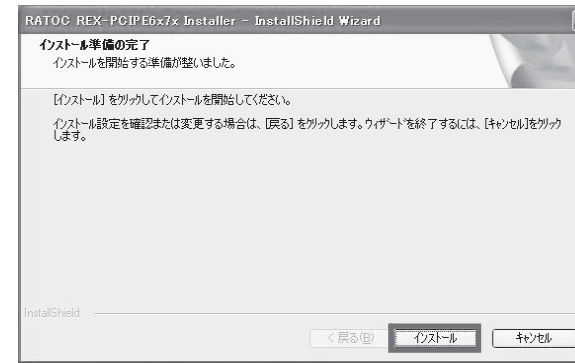 RATOC REX-PCIPE6x7x Installer - InstallShield Wizard
インストール準備の完了
インストールを開始する準備が整いました。
[インストール] をクリックしてインストールを開始してください。
インストール設定を確認または変更する場合は、[戻る] をクリックします。ウィザードを終了するには、[キャンセル]をクリック
します。
InstallShield
< 戻る(B)
インストール
キャンセル